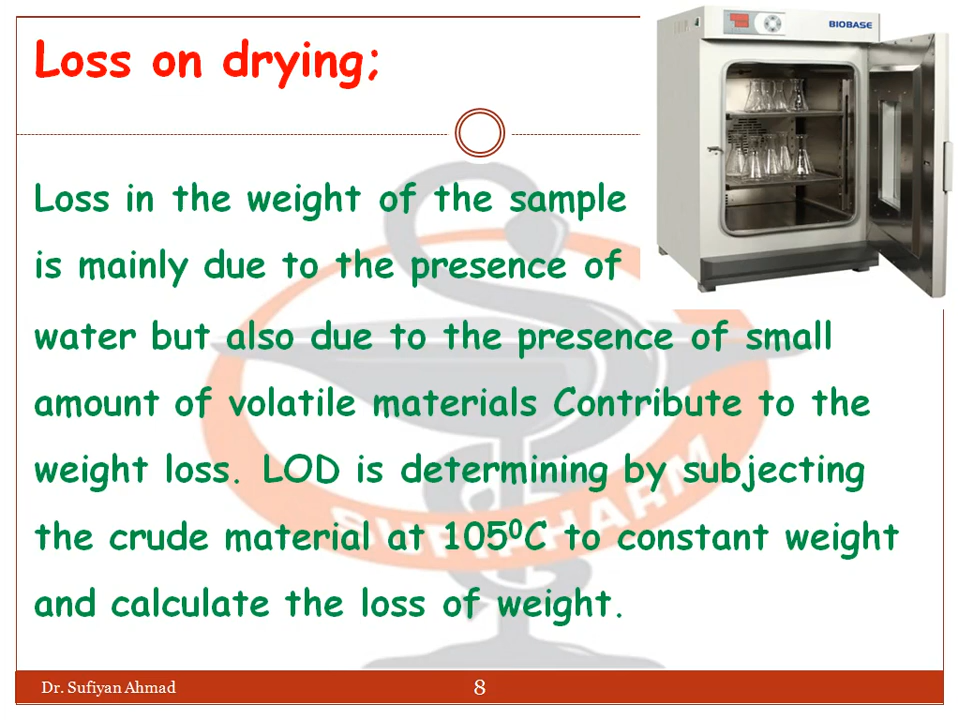 BIOBASE
Loss on drying;
Loss in the weight of the sample
is mainly due to the presence of
water but also due to the presence of small
amount of volatile materials Contribute to the
weight loss. LOD is determining by subjecting
the crude material at 105⁰C to constant weight
and calculate the loss of weight.
SUFIPHARM
Dr. Sufiyan Ahmad
8